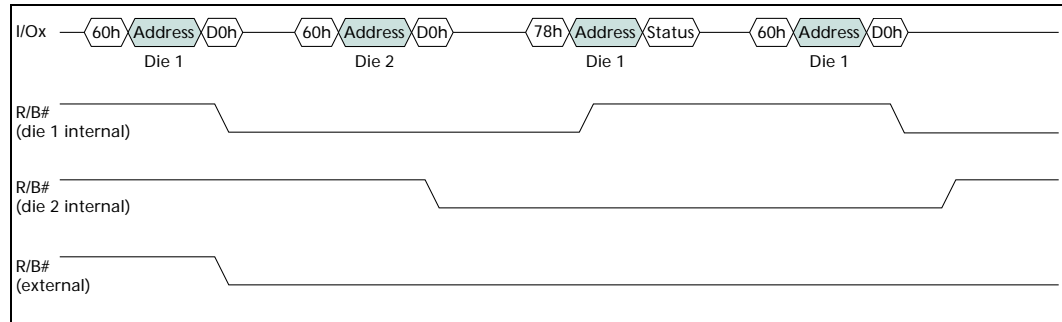 I/Ox 60h Address D0h 60h Address D0h 78h Address Status 60h Address D0h
Die 1 Die 2 Die 1 Die 1
R/B#
(die 1 internal)
R/B#
(die 2 internal)
R/B#
(external)